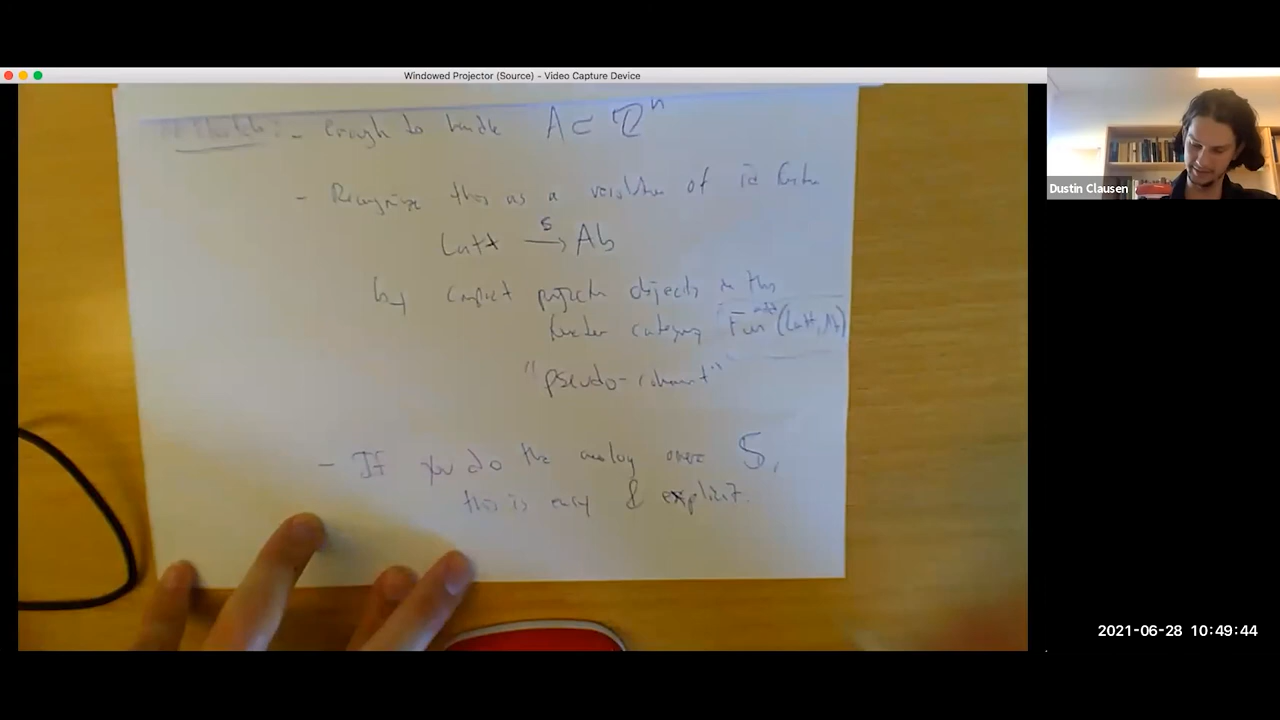 Windowed Projector (Source) - Video Capture Device
- Enough to handle A ⊂ ℤⁿ
- Recognize this as a resolution of id functor
Latt →ˢ Ab
by compact projective objects in this
functor category "Fun^add(Latt, Ab)"
"pseudo-coherent"
- If you do the analog over 𝕊,
this is easy & explicit.
Dustin Clausen
2021-06-28 10:49:44